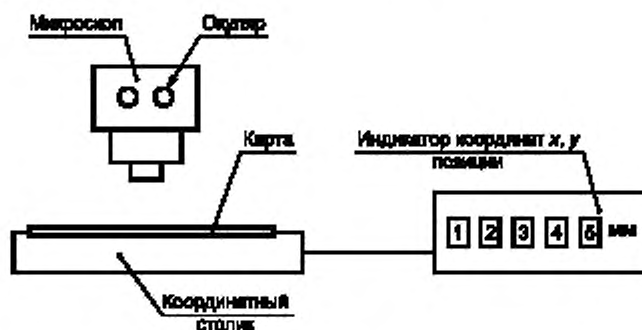 Микроскоп
Окуляр
Карта
Индикатор координат x, y
позиции
1 2 3 4 5 мм
Координатный
столик